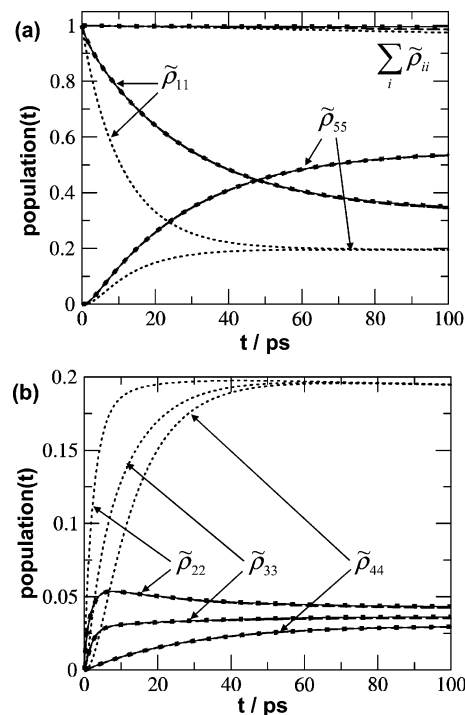 (a)
1
0.8
0.6
0.4
0.2
0
population(t)
ρ̃₁₁
∑ᵢ ρ̃ᵢᵢ
ρ̃₅₅
0 20 40 60 80 100
t / ps
(b)
0.2
0.15
0.1
0.05
0
population(t)
ρ̃₂₂ ρ̃₃₃ ρ̃₄₄
0 20 40 60 80 100
t / ps